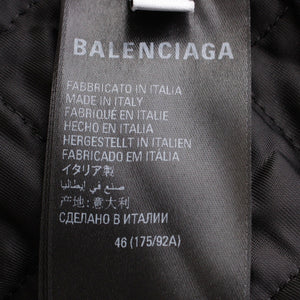 BALENCIAGA
FABBRICATO IN ITALIA
MADE IN ITALY
FABRIQUÉ EN ITALIE
HECHO EN ITALIA
HERGESTELLT IN ITALIEN
FABRICADO EM ITÁLIA
イタリア製
صنع في إيطاليا
产地: 意大利
СДЕЛАНО В ИТАЛИИ
46 (175/92A)